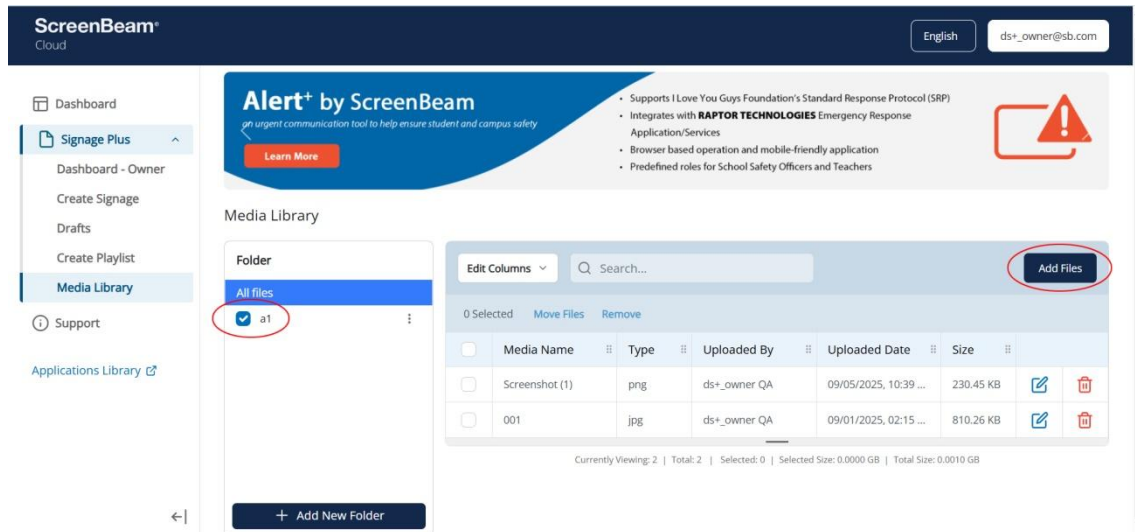 ScreenBeam®
Cloud
English
ds+_owner@sb.com
Dashboard
Signage Plus
Dashboard - Owner
Create Signage
Drafts
Create Playlist
Media Library
Support
Applications Library
Alert+ by ScreenBeam
an urgent communication tool to help ensure student and campus safety
Learn More
• Supports I Love You Guys Foundation's Standard Response Protocol (SRP)
• Integrates with RAPTOR TECHNOLOGIES Emergency Response
Application/Services
• Browser based operation and mobile-friendly application
• Predefined roles for School Safety Officers and Teachers
Media Library
Folder
All files
a1
+ Add New Folder
Edit Columns
Search...
Add Files
0 Selected Move Files Remove
Media Name Type Uploaded By Uploaded Date Size
Screenshot (1) png ds+_owner QA 09/05/2025, 10:39 ... 230.45 KB
001 jpg ds+_owner QA 09/01/2025, 02:15 ... 810.26 KB
Currently Viewing: 2 | Total: 2 | Selected: 0 | Selected Size: 0.0000 GB | Total Size: 0.0010 GB